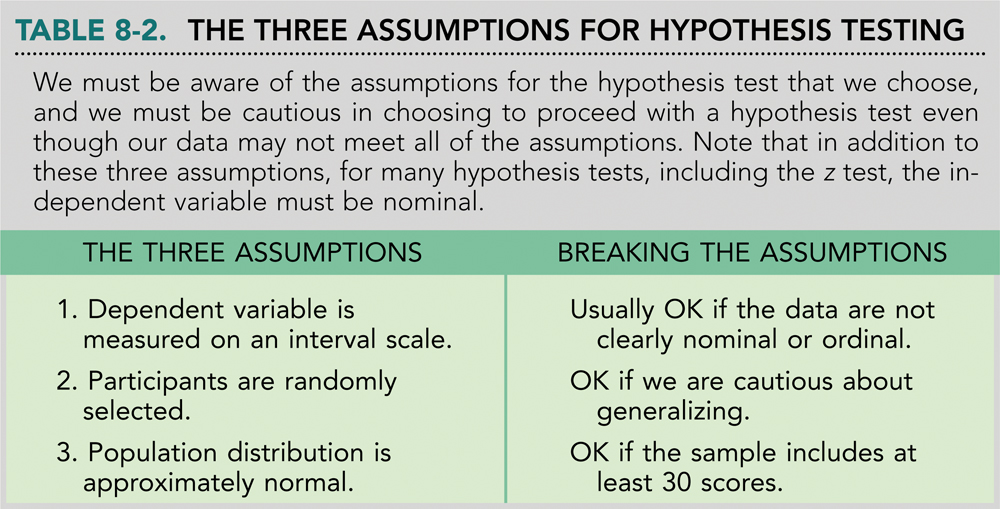 TABLE 8-2. THE THREE ASSUMPTIONS FOR HYPOTHESIS TESTING
We must be aware of the assumptions for the hypothesis test that we choose,
and we must be cautious in choosing to proceed with a hypothesis test even
though our data may not meet all of the assumptions. Note that in addition to
these three assumptions, for many hypothesis tests, including the z test, the in-
dependent variable must be nominal.
THE THREE ASSUMPTIONS
BREAKING THE ASSUMPTIONS
1. Dependent variable is
measured on an interval scale.
Usually OK if the data are not
clearly nominal or ordinal.
2. Participants are randomly
selected.
OK if we are cautious about
generalizing.
3. Population distribution is
approximately normal.
OK if the sample includes at
least 30 scores.